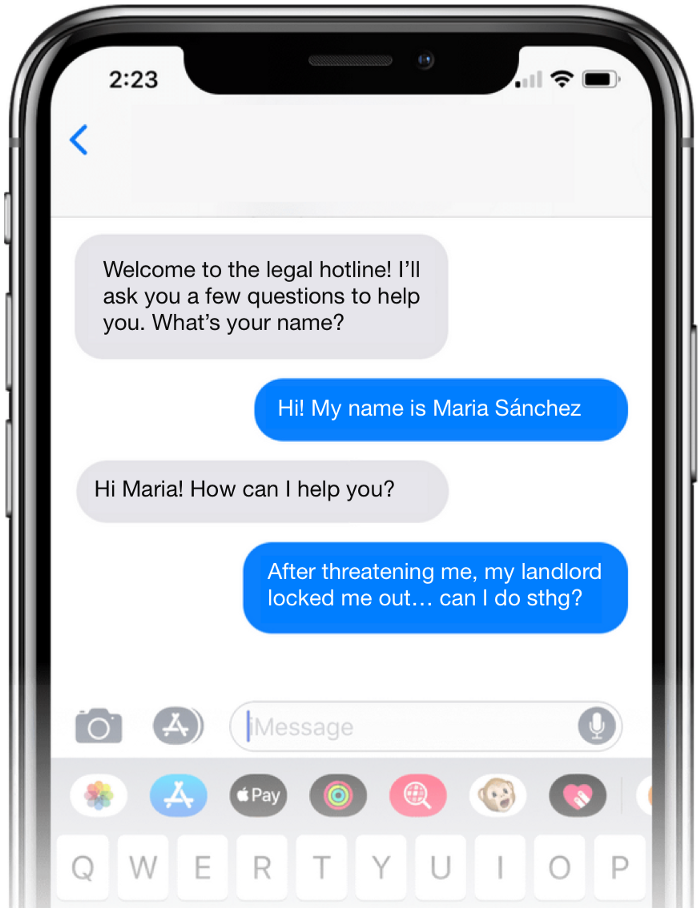 2:23
Welcome to the legal hotline! I’ll
ask you a few questions to help
you. What’s your name?
Hi! My name is Maria Sánchez
Hi Maria! How can I help you?
After threatening me, my landlord
locked me out… can I do sthg?
iMessage
Pay
Q W E R T Y U I O P